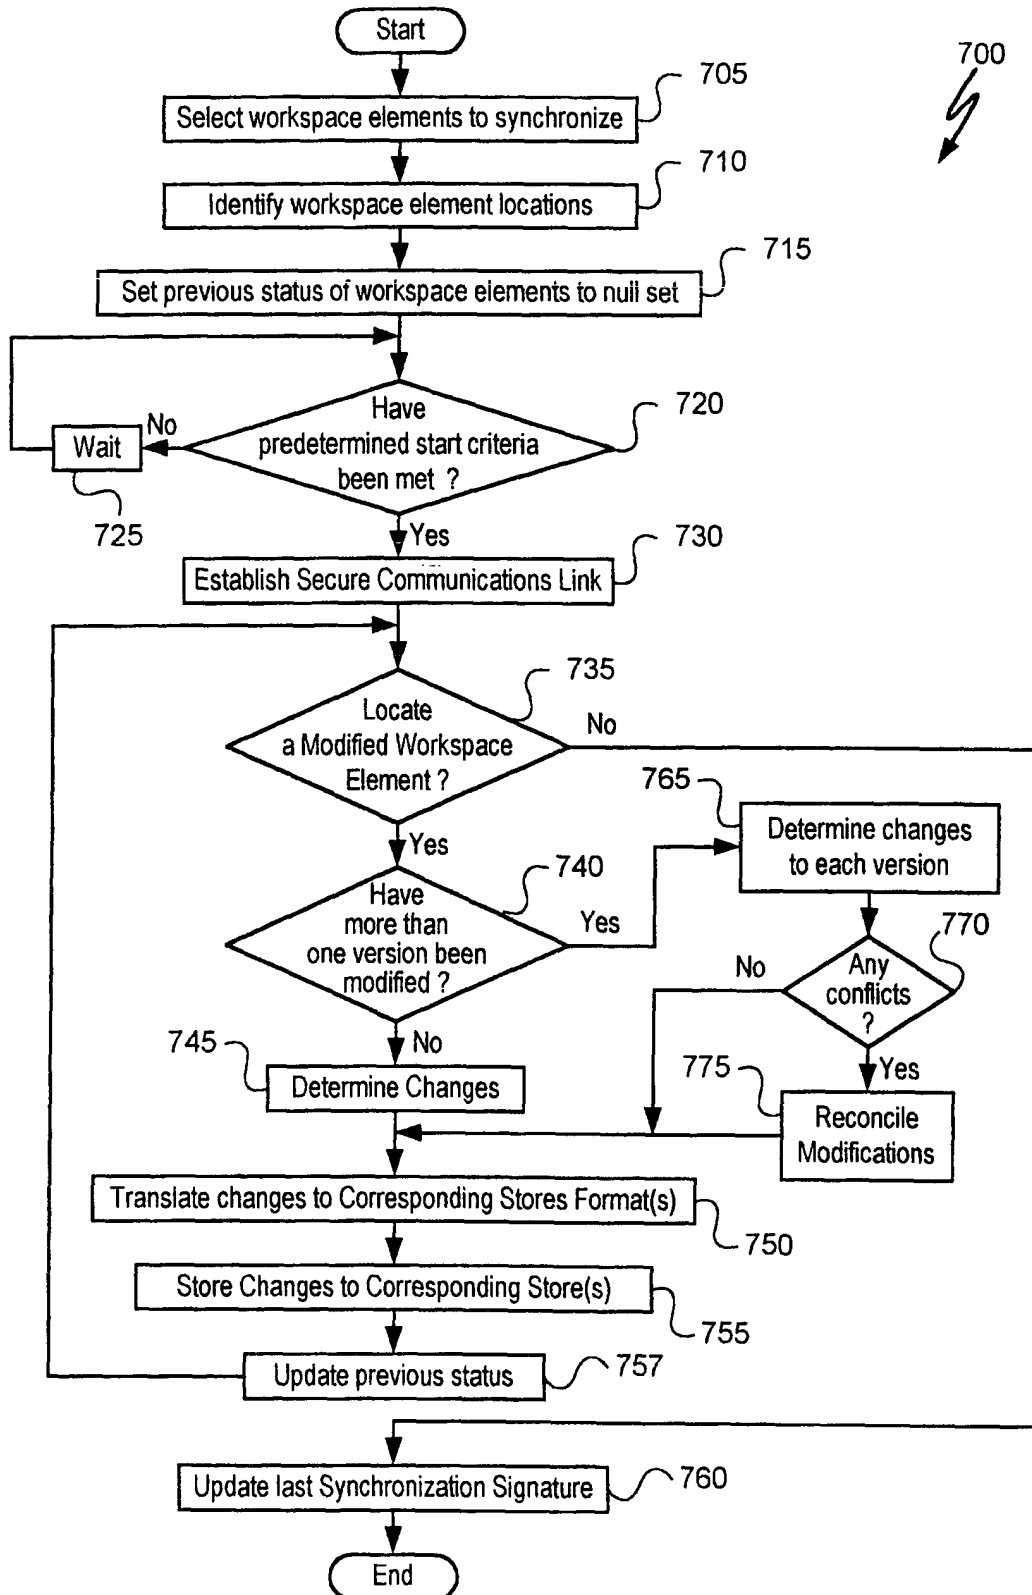 Start
700
705
Select workspace elements to synchronize
710
Identify workspace element locations
715
Set previous status of workspace elements to null set
Have
predetermined start criteria
been met ?
720
No
Wait
725
Yes
730
Establish Secure Communications Link
735
Locate
a Modified Workspace
Element ?
No
Yes
765
Determine changes
to each version
740
Have
more than
one version been
modified ?
Yes
770
Any
conflicts
?
No
Yes
745
No
Determine Changes
775
Reconcile
Modifications
Translate changes to Corresponding Stores Format(s)
750
Store Changes to Corresponding Store(s)
755
Update previous status
757
Update last Synchronization Signature
760
End